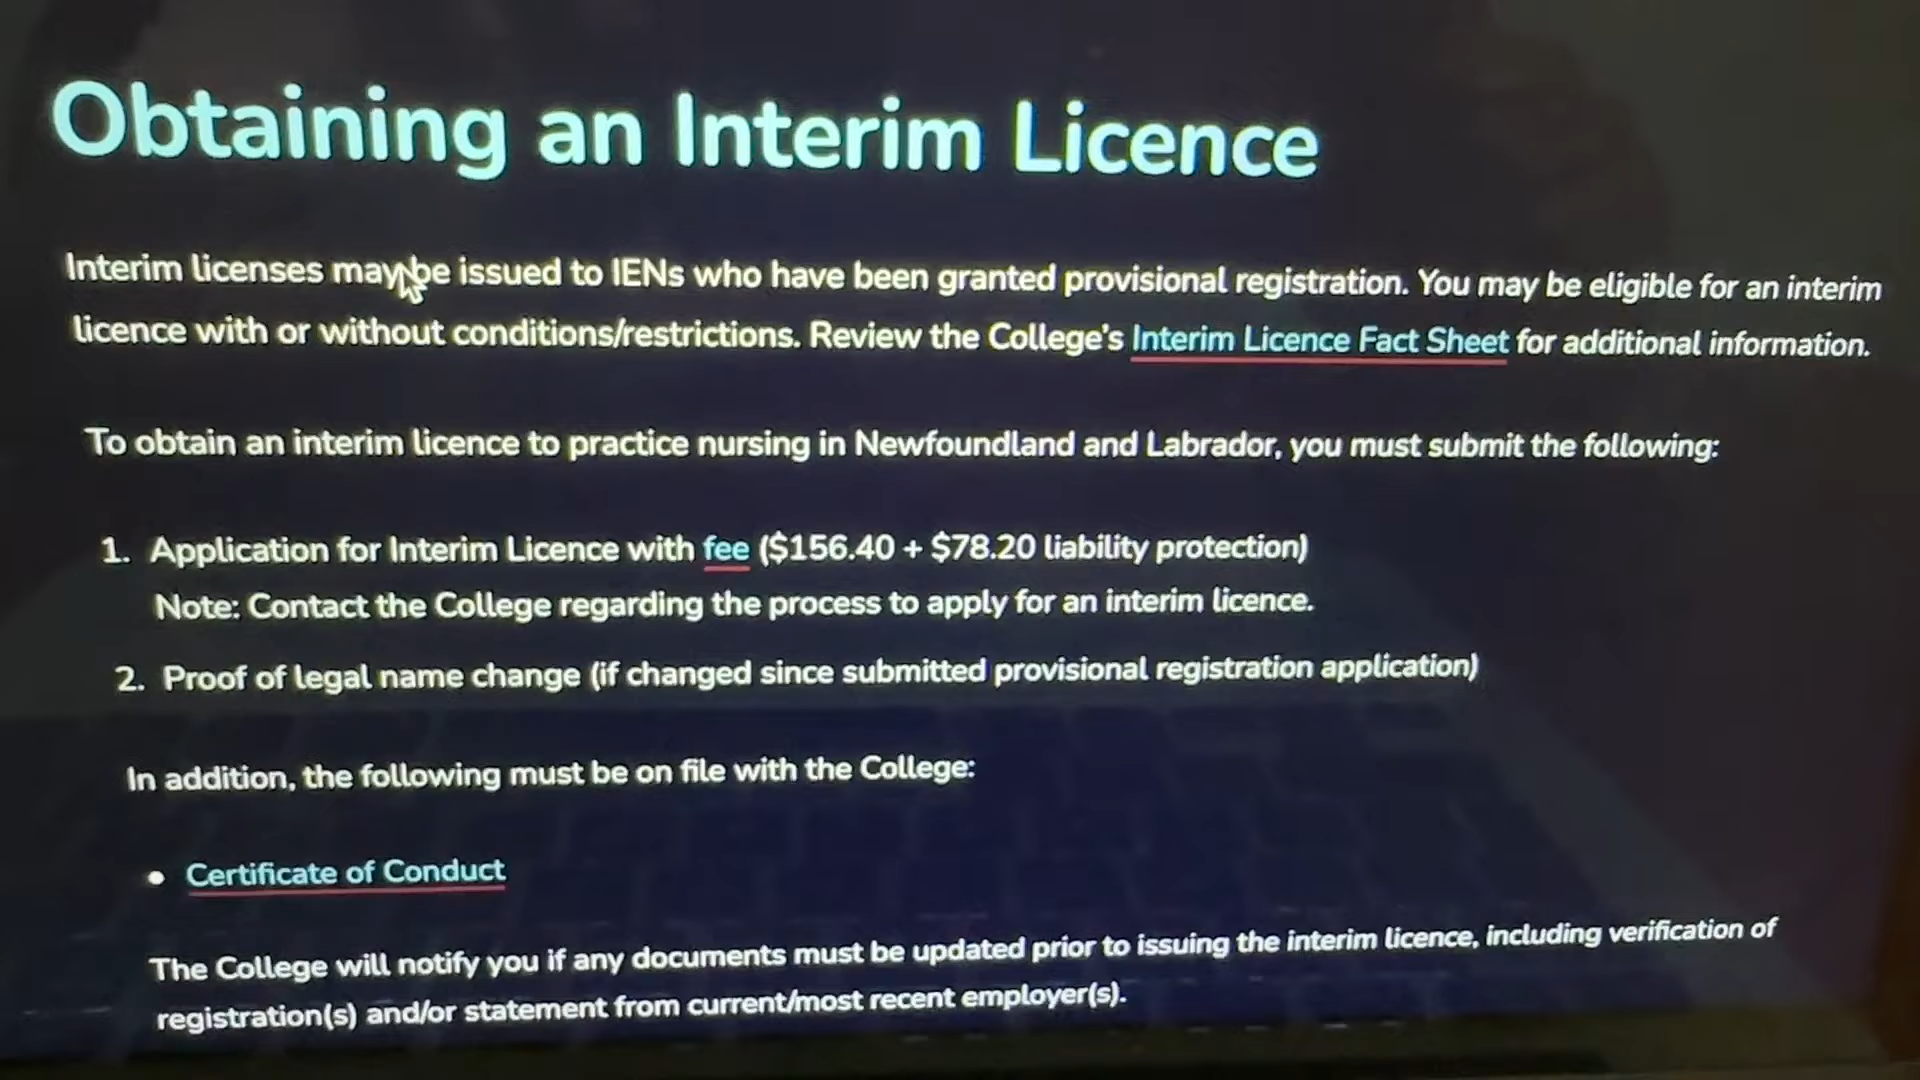 Obtaining an Interim Licence
Interim licenses may be issued to IENs who have been granted provisional registration. You may be eligible for an interim
licence with or without conditions/restrictions. Review the College's Interim Licence Fact Sheet for additional information.
To obtain an interim licence to practice nursing in Newfoundland and Labrador, you must submit the following:
1. Application for Interim Licence with fee ($156.40 + $78.20 liability protection)
Note: Contact the College regarding the process to apply for an interim licence.
2. Proof of legal name change (if changed since submitted provisional registration application)
In addition, the following must be on file with the College:
• Certificate of Conduct
The College will notify you if any documents must be updated prior to issuing the interim licence, including verification of
registration(s) and/or statement from current/most recent employer(s).